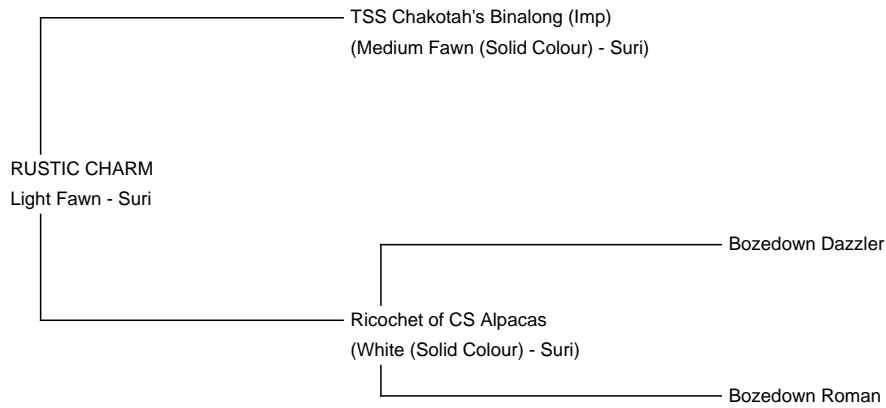 TSS Chakotah's Binalong (Imp)
(Medium Fawn (Solid Colour) - Suri)
RUSTIC CHARM
Light Fawn - Suri
Bozedown Dazzler
Ricochet of CS Alpacas
(White (Solid Colour) - Suri)
Bozedown Roman